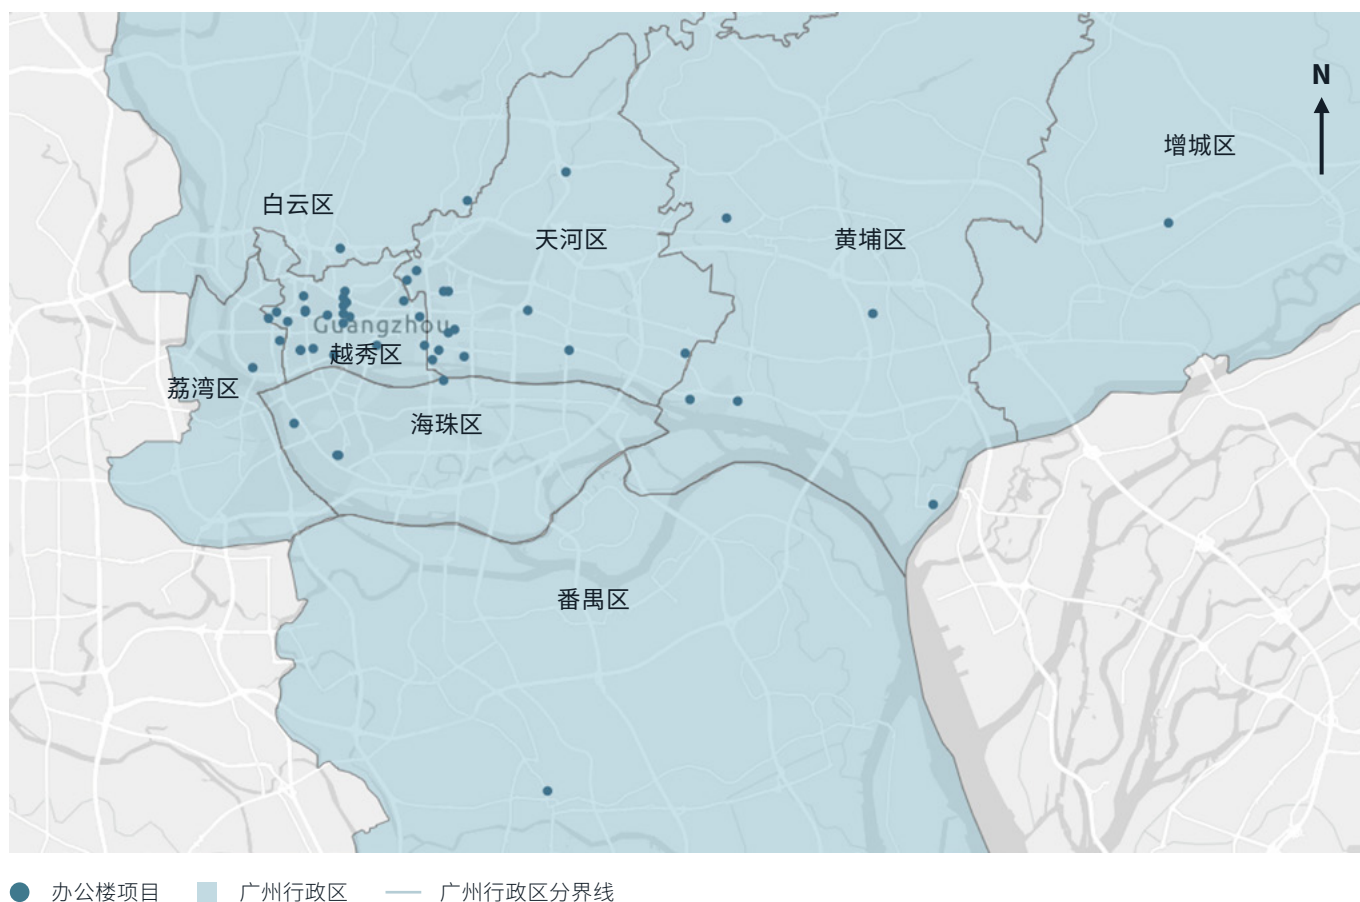 N
增城区
白云区
天河区
黄埔区
Guangzhou
越秀区
荔湾区
海珠区
番禺区
办公楼项目 广州行政区 广州行政区分界线